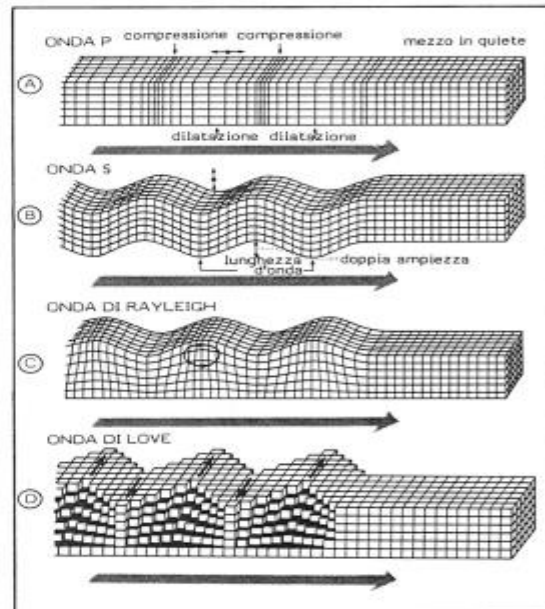 ONDA P
compressione compressione
mezzo in quiete
A
dilatazione dilatazione
ONDA S
B
lunghezza d'onda
doppia ampiezza
ONDA DI RAYLEIGH
C
ONDA DI LOVE
D